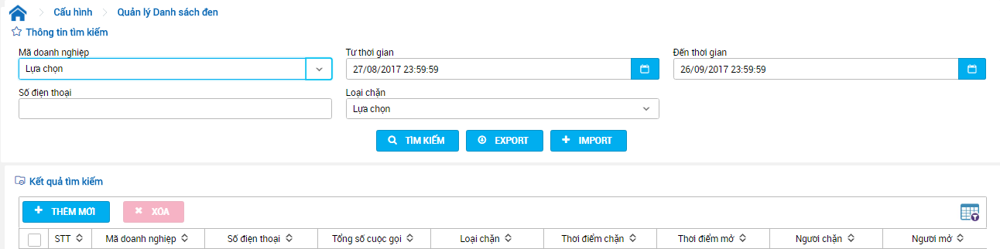 Cấu hình Quản lý Danh sách đen
Thông tin tìm kiếm
Mã doanh nghiệp Từ thời gian Đến thời gian
Lựa chọn 27/08/2017 23:59:59 26/09/2017 23:59:59
Số điện thoại Loại chặn
Lựa chọn
TÌM KIẾM EXPORT IMPORT
Kết quả tìm kiếm
THÊM MỚI XÓA
STT Mã doanh nghiệp Số điện thoại Tổng số cuộc gọi Loại chặn Thời điểm chặn Thời điểm mở Người chặn Người mở